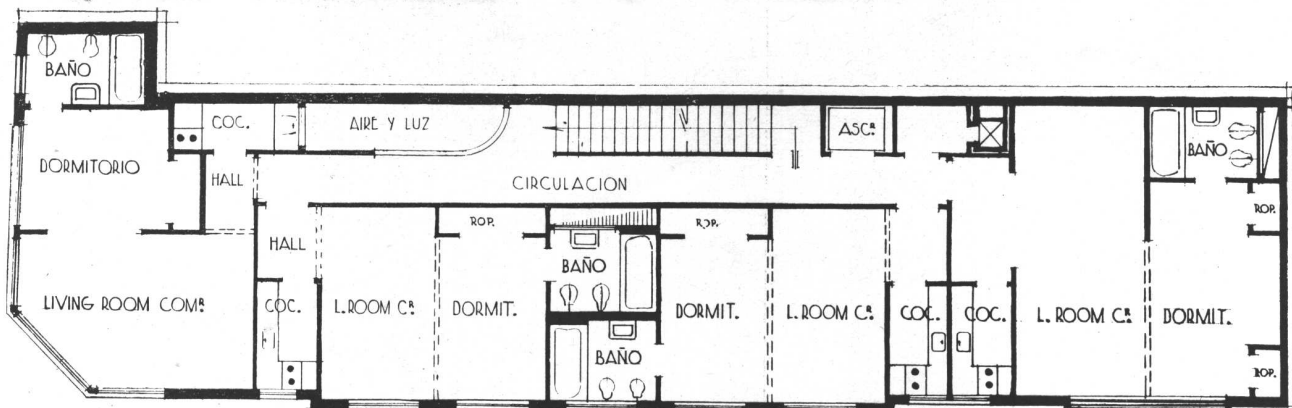 BAÑO
COC.
AIRE Y LUZ
ASC.R
BAÑO
DORMITORIO
HALL
CIRCULACION
ROP.
ROP.
ROP.
HALL
BAÑO
LIVING ROOM COM.R
COC.
L.ROOM C.R
DORMIT.
DORMIT.
L.ROOM C.R
COC.
COC.
L. ROOM C.R
DORMIT.
BAÑO
ROP.